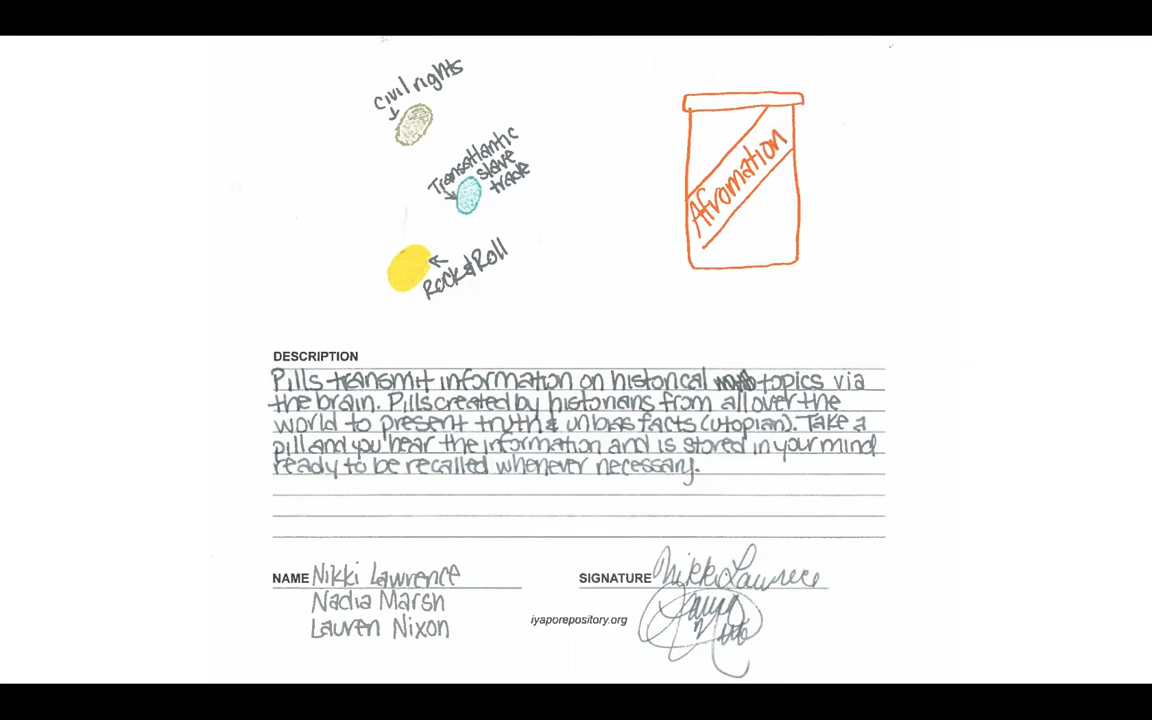 Civil rights
Transatlantic
slave
trade
Rock & Roll
Afromation
DESCRIPTION
Pills transmit information on historical topics via
the brain. Pills created by historians from all over the
world to present truth & unbias facts (utopian). Take a
pill and you hear the information and is stored in your mind
ready to be recalled whenever necessary.
NAME Nikki Lawrence
SIGNATURE Nikki Lawrence
Nadia Marsh
Lauren Nixon
iyaporepository.org